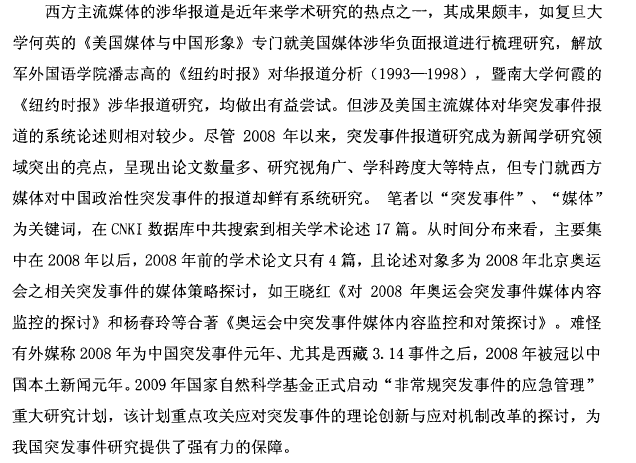 西方主流媒体的涉华报道是近年来学术研究的热点之一，其成果颇丰，如复旦大
学何英的《美国媒体与中国形象》专门就美国媒体涉华负面报道进行梳理研究，解放
军外国语学院潘志高的《纽约时报》对华报道分析（1993—1998），暨南大学何霞的
《纽约时报》涉华报道研究，均做出有益尝试。但涉及美国主流媒体对华突发事件报
道的系统论述则相对较少。尽管 2008 年以来，突发事件报道研究成为新闻学研究领
域突出的亮点，呈现出论文数量多、研究视角广、学科跨度大等特点，但专门就西方
媒体对中国政治性突发事件的报道却鲜有系统研究。 笔者以“突发事件”、“媒体”
为关键词，在 CNKI 数据库中共搜索到相关学术论述 17 篇。从时间分布来看，主要集
中在 2008 年以后，2008 年前的学术论文只有 4 篇，且论述对象多为 2008 年北京奥运
会之相关突发事件的媒体策略探讨，如王晓红《对 2008 年奥运会突发事件媒体内容
监控的探讨》和杨春玲等合著《奥运会中突发事件媒体内容监控和对策探讨》。难怪
有外媒称 2008 年为中国突发事件元年、尤其是西藏 3.14 事件之后，2008 年被冠以中
国本土新闻元年。2009 年国家自然科学基金正式启动“非常规突发事件的应急管理”
重大研究计划，该计划重点攻关应对突发事件的理论创新与应对机制改革的探讨，为
我国突发事件研究提供了强有力的保障。